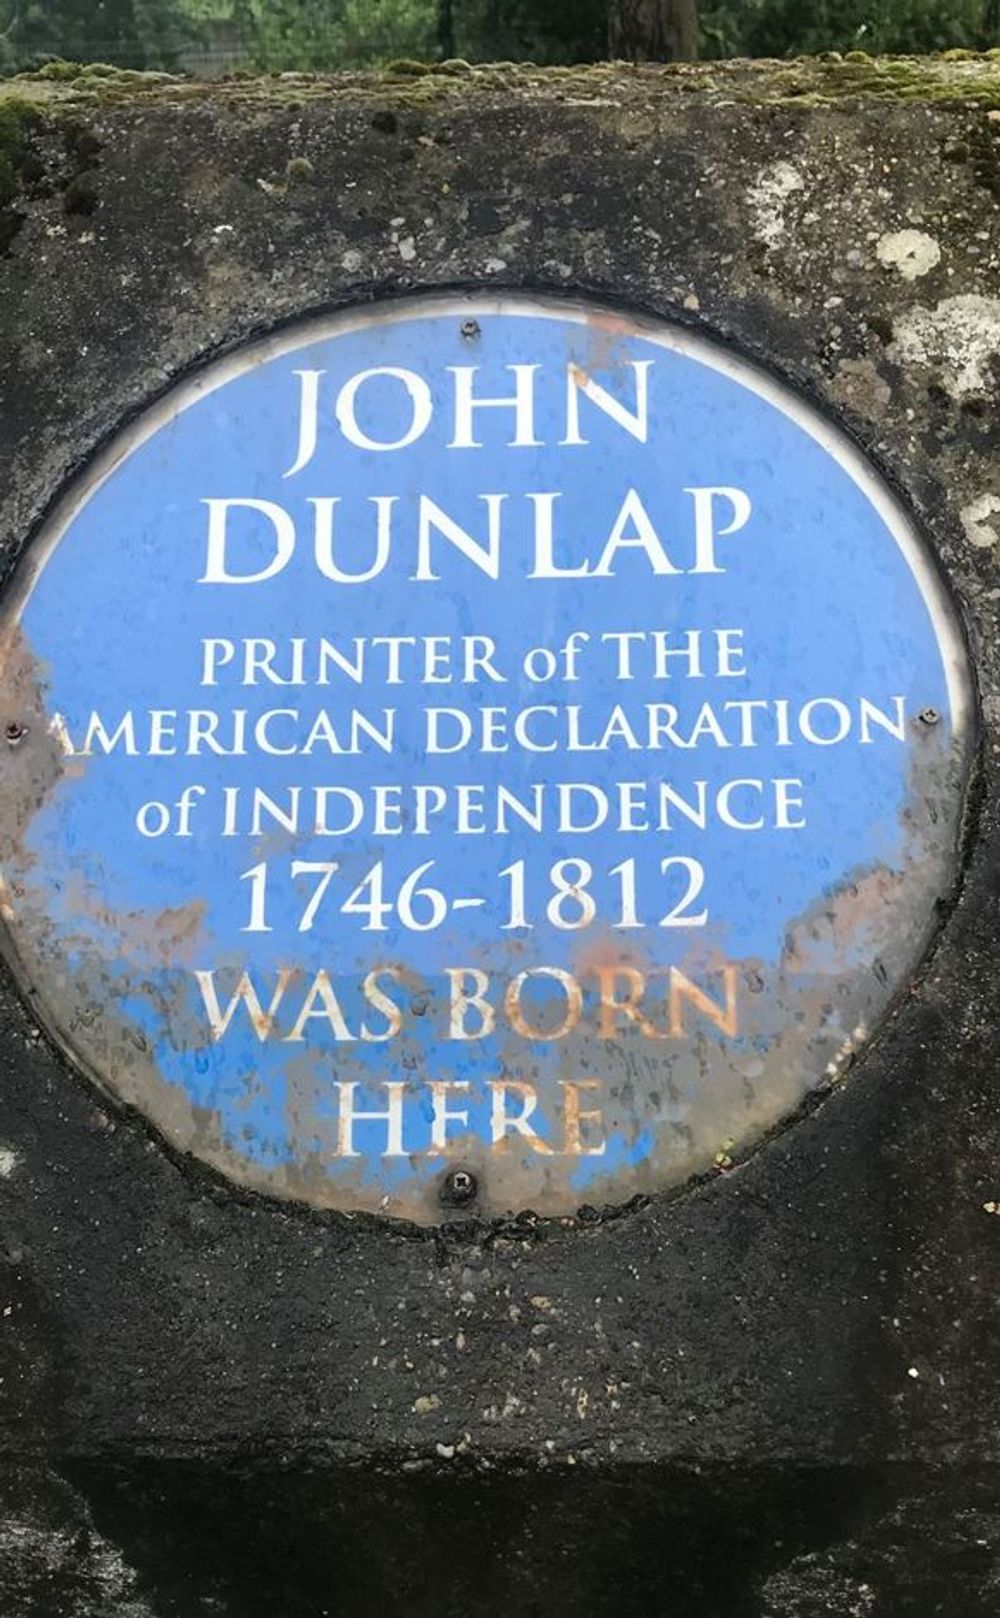 JOHN
DUNLAP
PRINTER of THE
AMERICAN DECLARATION
of INDEPENDENCE
1746-1812
WAS BORN
HERE